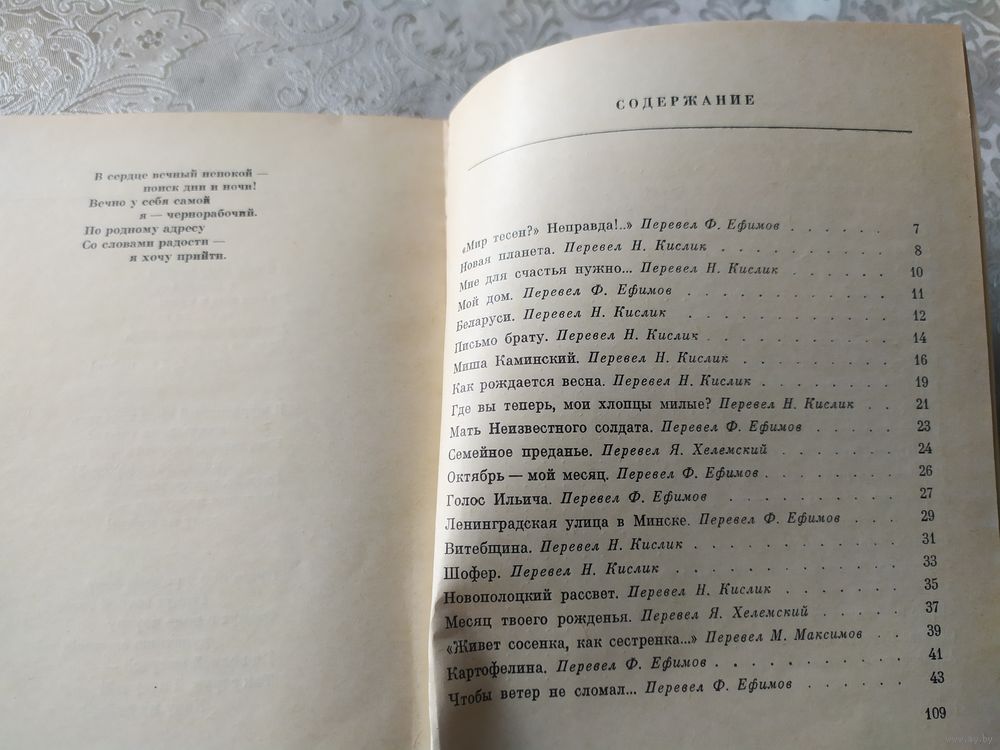 В сердце вечный непокой —
поиск дни и ночи!
Вечно у себя самой
я — чернорабочий.
По родному адресу
Со словами радости —
я хочу прийти.
СОДЕРЖАНИЕ
«Мир тесен?» Неправда!..» Перевел Ф. Ефимов . . . . . . 7
Новая планета. Перевел Н. Кислик . . . . . . . . 8
Мне для счастья нужно... Перевел Н. Кислик . . . . . . 10
Мой дом. Перевел Ф. Ефимов . . . . . . . . . . 11
Беларуси. Перевел Н. Кислик . . . . . . . . . . 12
Письмо брату. Перевел Н. Кислик . . . . . . . . . 14
Миша Каминский. Перевел Н. Кислик . . . . . . . . 16
Как рождается весна. Перевел Н. Кислик . . . . . . . 19
Где вы теперь, мои хлопцы милые? Перевел Н. Кислик . . 21
Мать Неизвестного солдата. Перевел Ф. Ефимов . . . . . 23
Семейное преданье. Перевел Я. Хелемский . . . . . . 24
Октябрь — мой месяц. Перевел Ф. Ефимов . . . . . . . 26
Голос Ильича. Перевел Ф. Ефимов . . . . . . . . . 27
Ленинградская улица в Минске. Перевел Ф. Ефимов . . . 29
Витебщина. Перевел Н. Кислик . . . . . . . . . . 31
Шофер. Перевел Н. Кислик . . . . . . . . . . . 33
Новополоцкий рассвет. Перевел Н. Кислик . . . . . . 35
Месяц твоего рожденья. Перевел Я. Хелемский . . . . . 37
«Живет сосенка, как сестренка...» Перевел М. Максимов . . 39
Картофелина. Перевел Ф. Ефимов . . . . . . . . . . 41
Чтобы ветер не сломал... Перевел Ф. Ефимов . . . . . . 43
109
www.ay.by